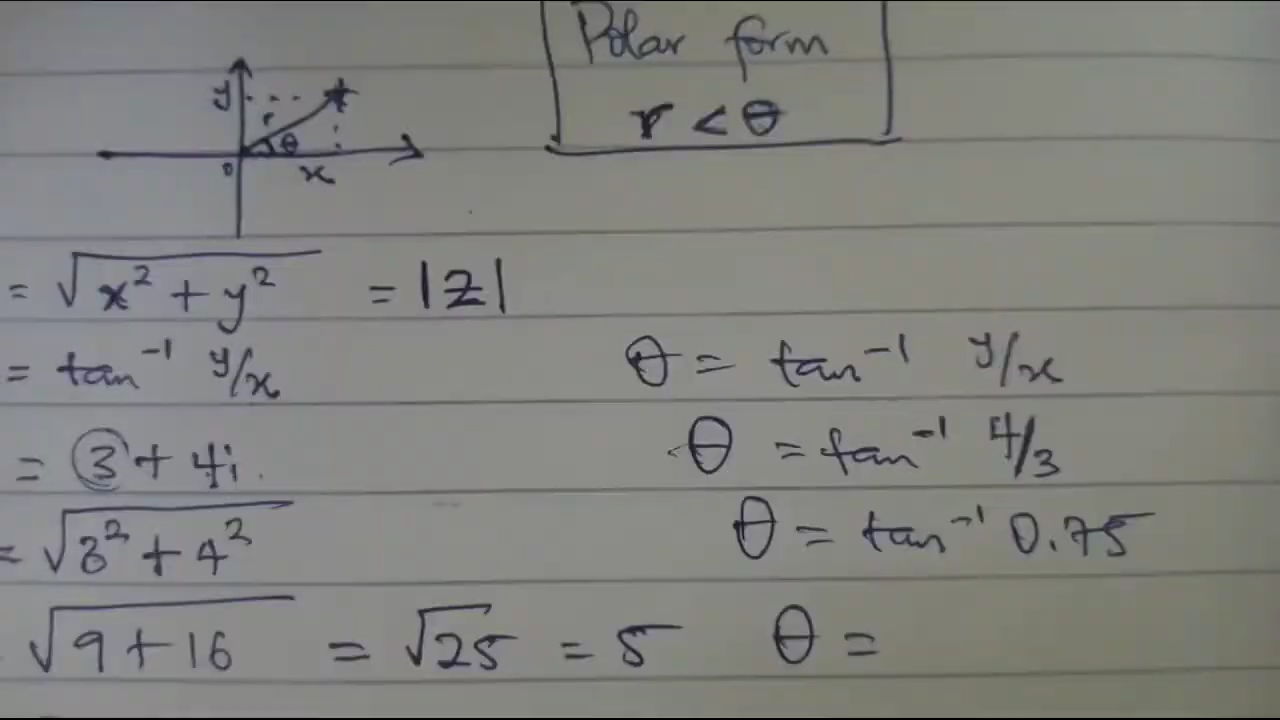 Polar form
r < θ
y
r
θ
0
x
= √x² + y² = |Z|
= tan⁻¹ y/x
θ = tan⁻¹ y/x
= 3 + 4i
θ = tan⁻¹ 4/3
= √3² + 4²
θ = tan⁻¹ 0.75
√9 + 16 = √25 = 5
θ =